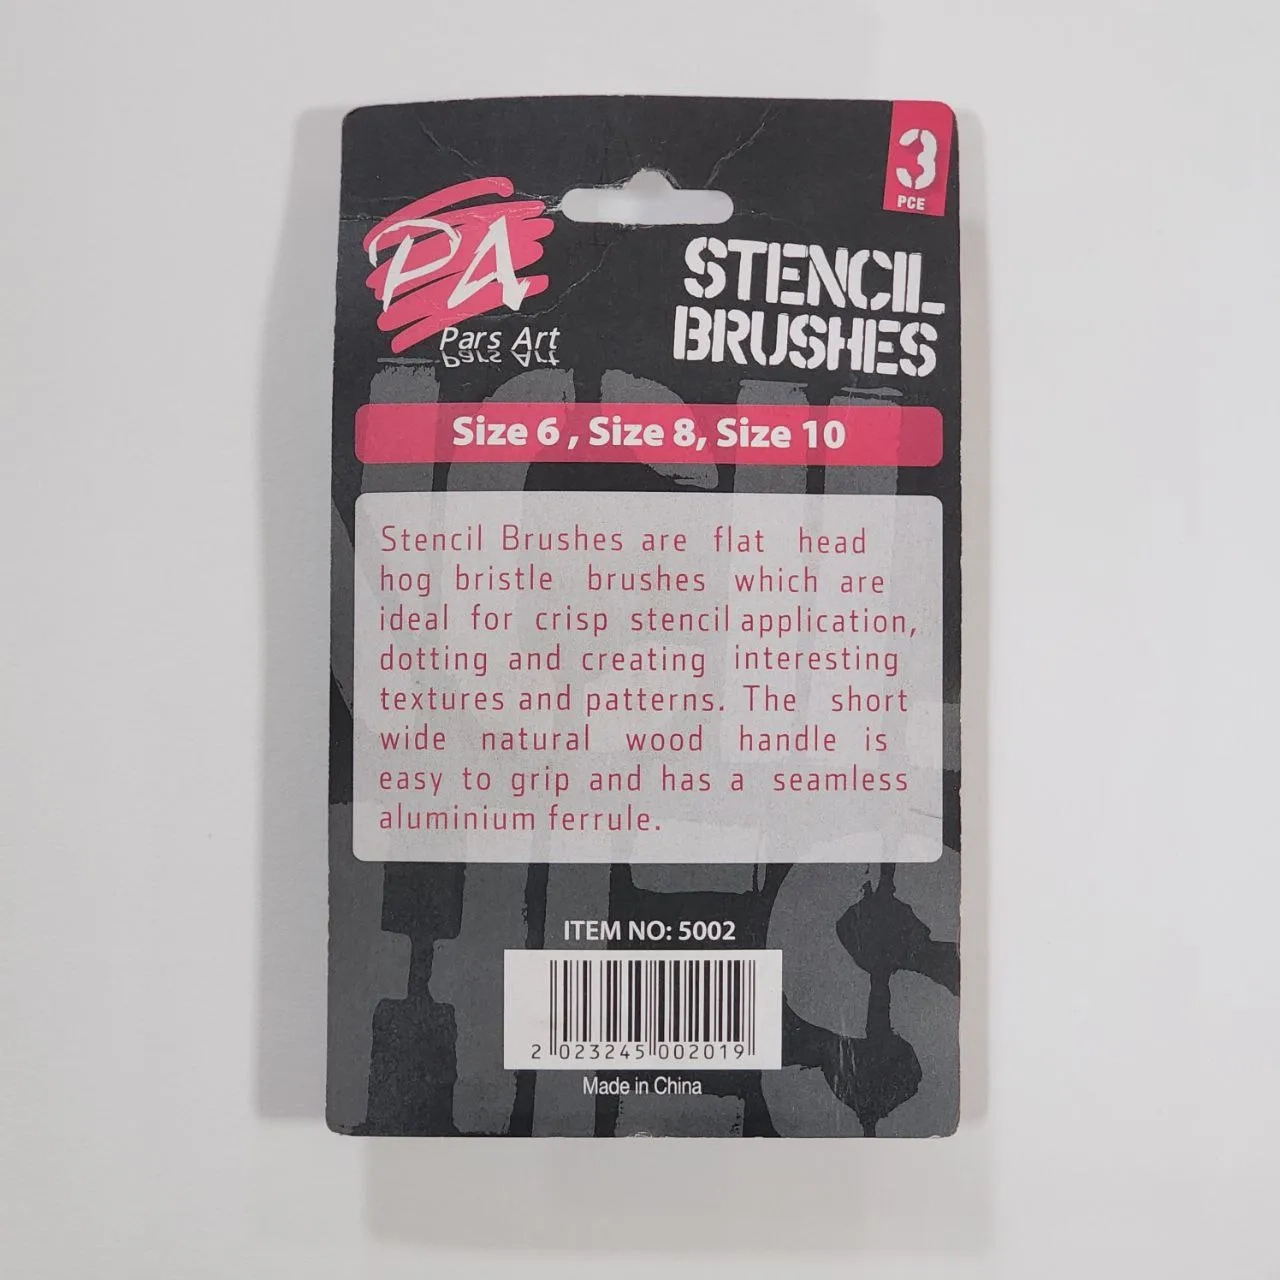 3
PCE
PA
Pars Art
STENCIL
BRUSHES
Size 6 , Size 8, Size 10
Stencil Brushes are flat head
hog bristle brushes which are
ideal for crisp stencil application,
dotting and creating interesting
textures and patterns. The short
wide natural wood handle is
easy to grip and has a seamless
aluminium ferrule.
ITEM NO: 5002
2 023245 002019
Made in China